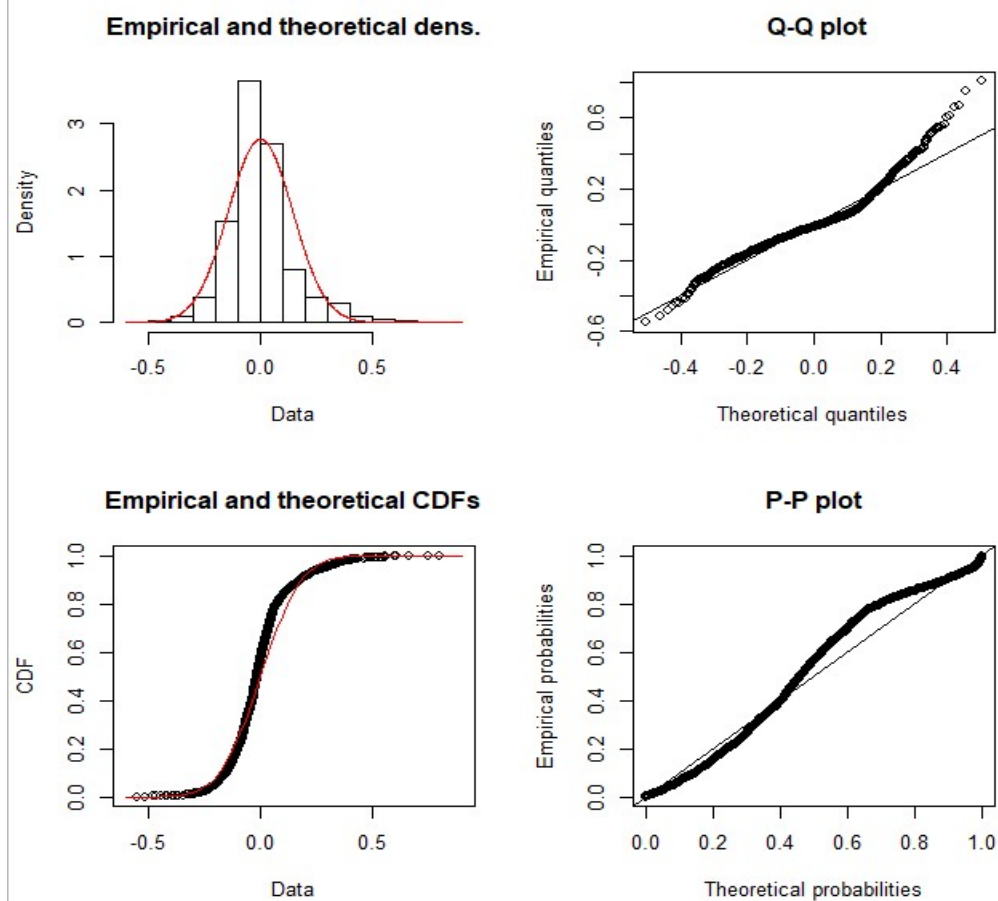 Empirical and theoretical dens.
Density
0 1 2 3
-0.5 0.0 0.5
Data
Q-Q plot
Empirical quantiles
-0.6 -0.2 0.2 0.6
-0.4 -0.2 0.0 0.2 0.4
Theoretical quantiles
Empirical and theoretical CDFs
CDF
0.0 0.2 0.4 0.6 0.8 1.0
-0.5 0.0 0.5
Data
P-P plot
Empirical probabilities
0.0 0.2 0.4 0.6 0.8 1.0
0.0 0.2 0.4 0.6 0.8 1.0
Theoretical probabilities